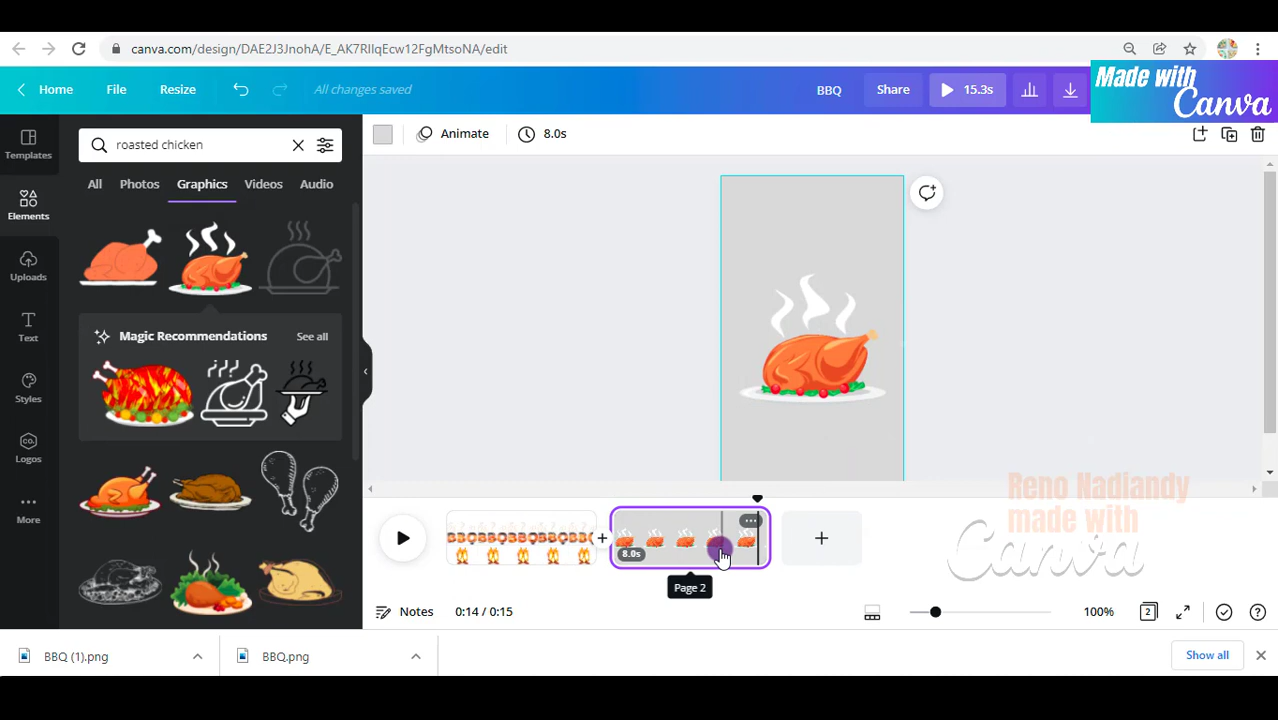 canva.com/design/DAE2J3JnohA/E_AK7RIlqEcw12FgMtsoNA/edit
Home
File
Resize
All changes saved
BBQ
Share
15.3s
Made with
Canva
Templates
Elements
Uploads
Text
Styles
CO.
Logos
More
roasted chicken
All
Photos
Graphics
Videos
Audio
Magic Recommendations
See all
Animate
8.0s
BBQBBQBBQBBQBBQ
8.0s
Page 2
Notes
0:14 / 0:15
100%
2
Reno Nadiandy
made with
Canva
BBQ (1).png
BBQ.png
Show all